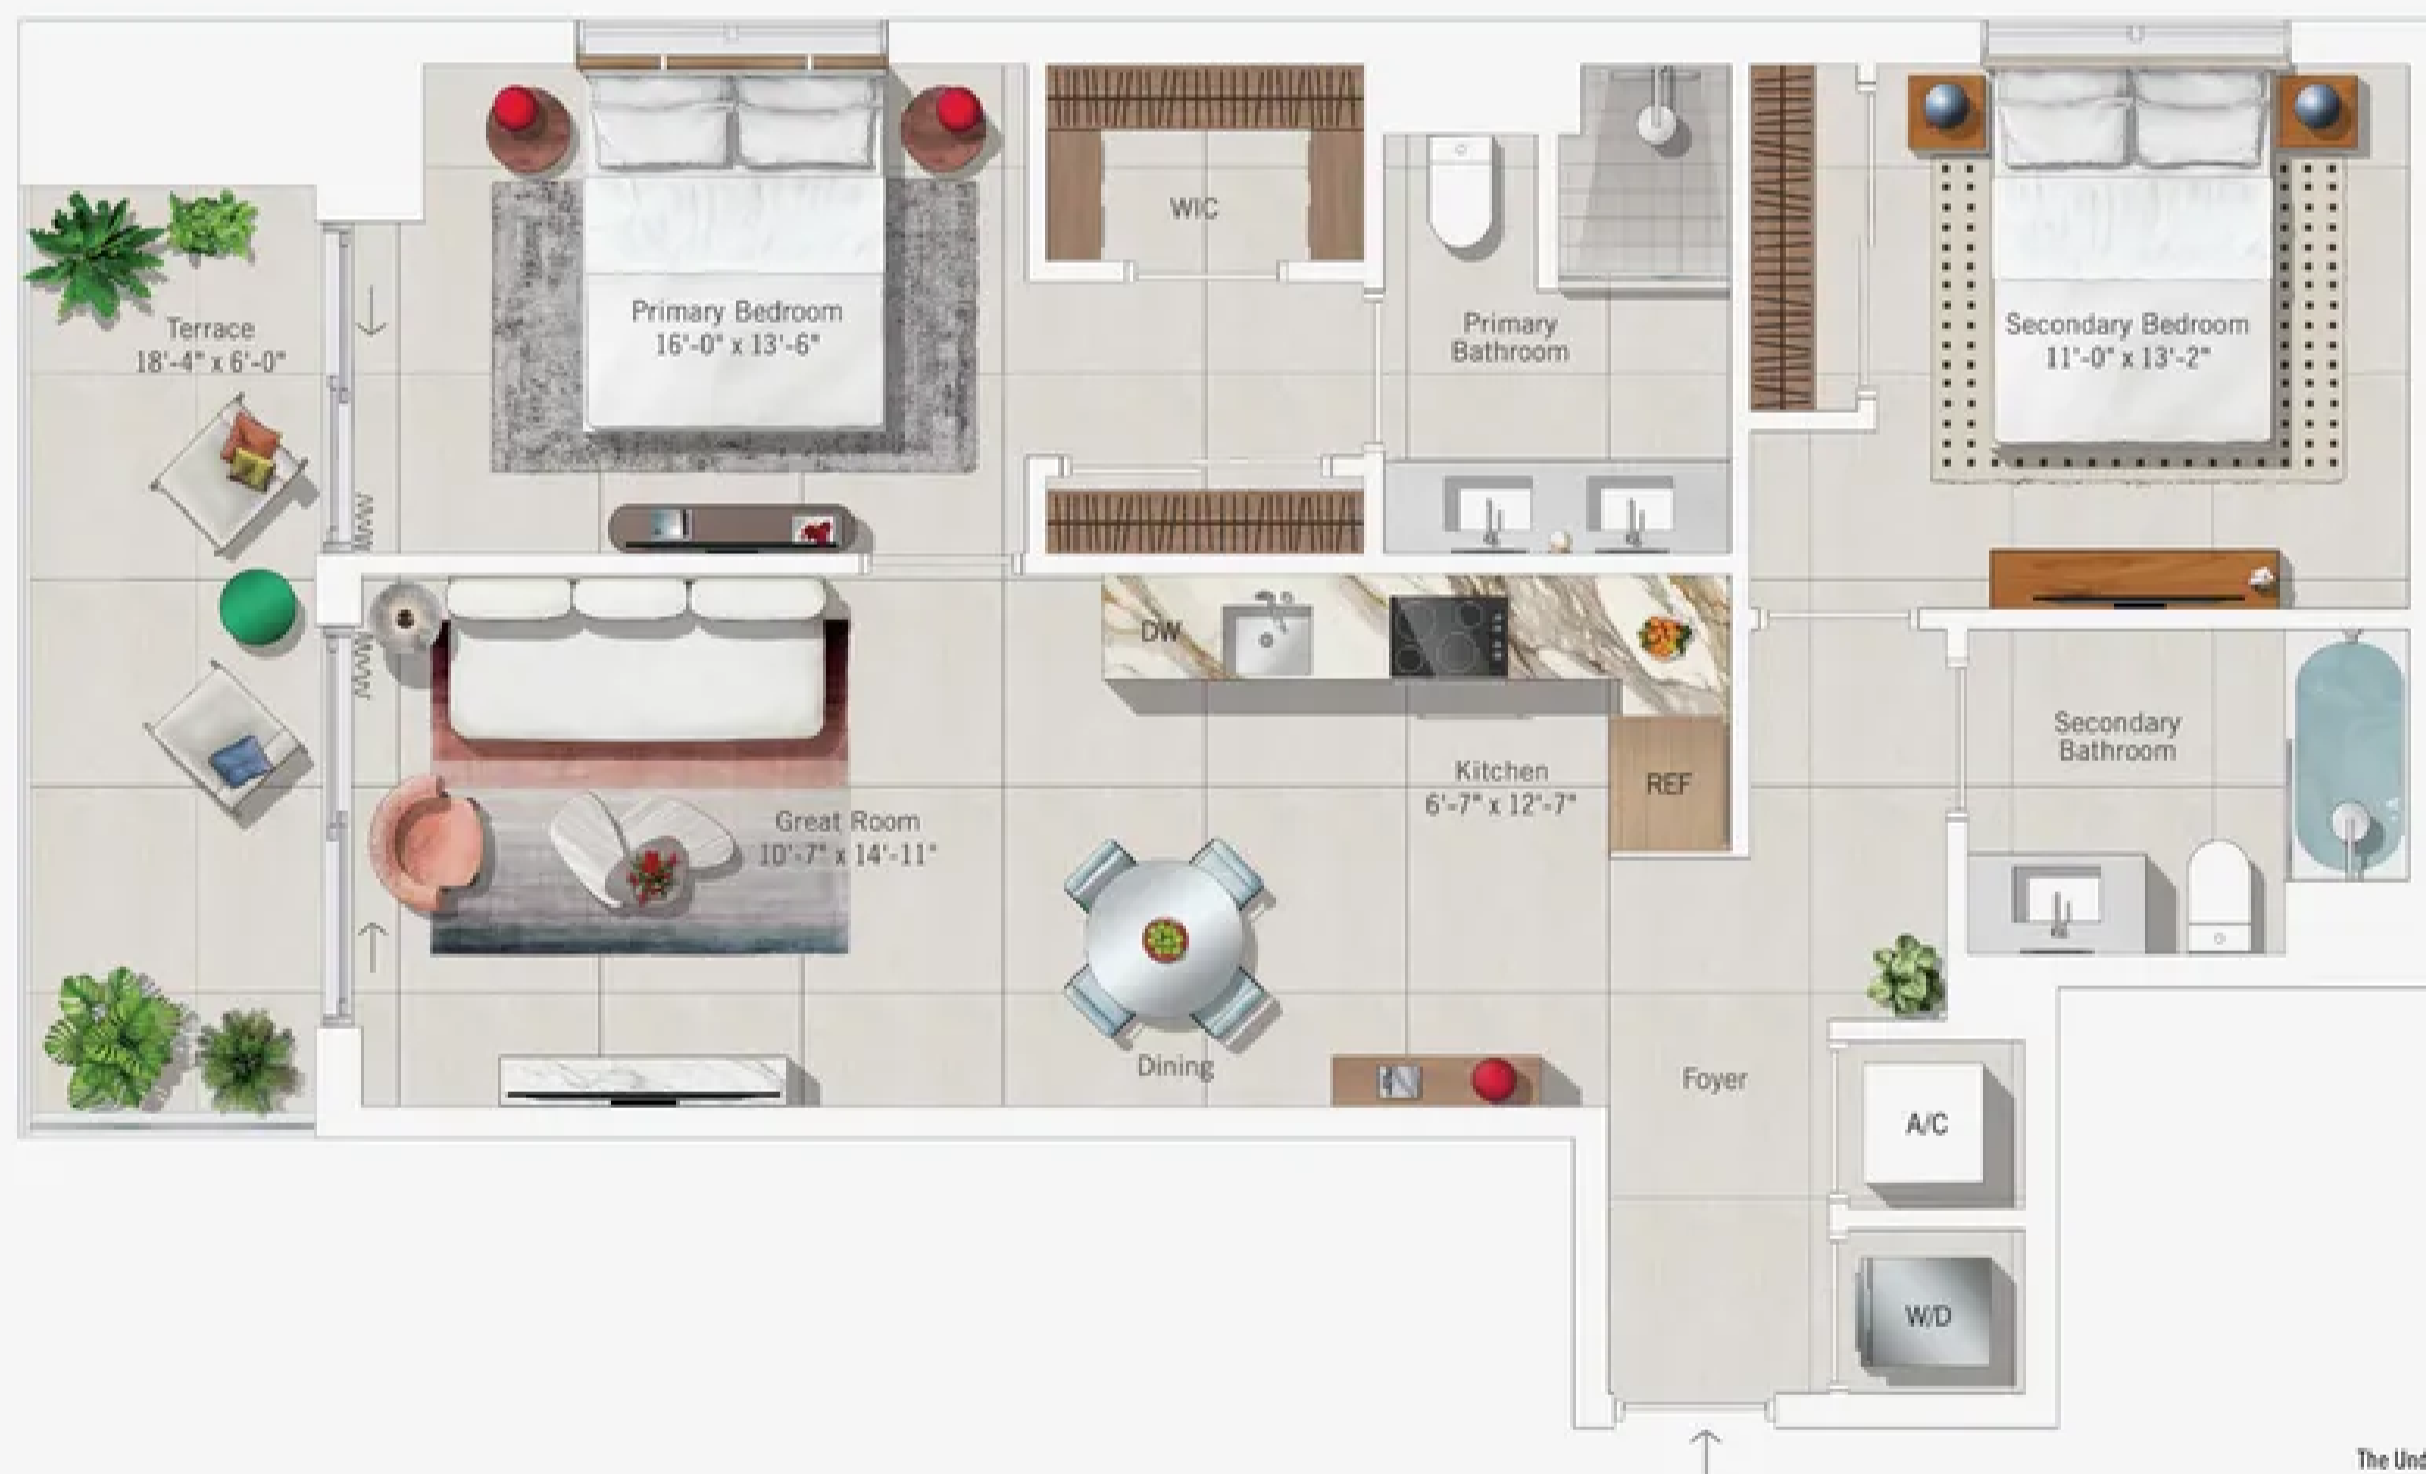 WIC
Primary Bedroom
16'-0" x 13'-6"
Primary
Bathroom
Secondary Bedroom
11'-0" x 13'-2"
Terrace
18'-4" x 6'-0"
DW
Secondary
Bathroom
Kitchen
6'-7" x 12'-7"
REF
Great Room
10'-7" x 14'-11"
Dining
Foyer
A/C
W/D
The